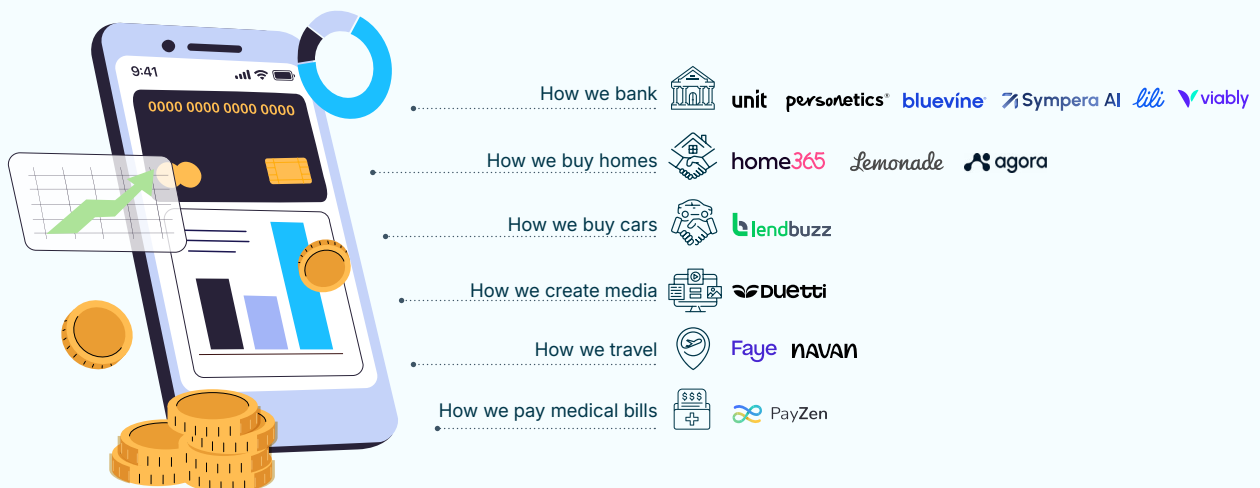 9:41
0000 0000 0000 0000
How we bank unit personetics® bluevine Sympera AI lili viably
How we buy homes home365 Lemonade agora
How we buy cars lendbuzz
How we create media Duetti
How we travel Faye navan
How we pay medical bills $$$ PayZen